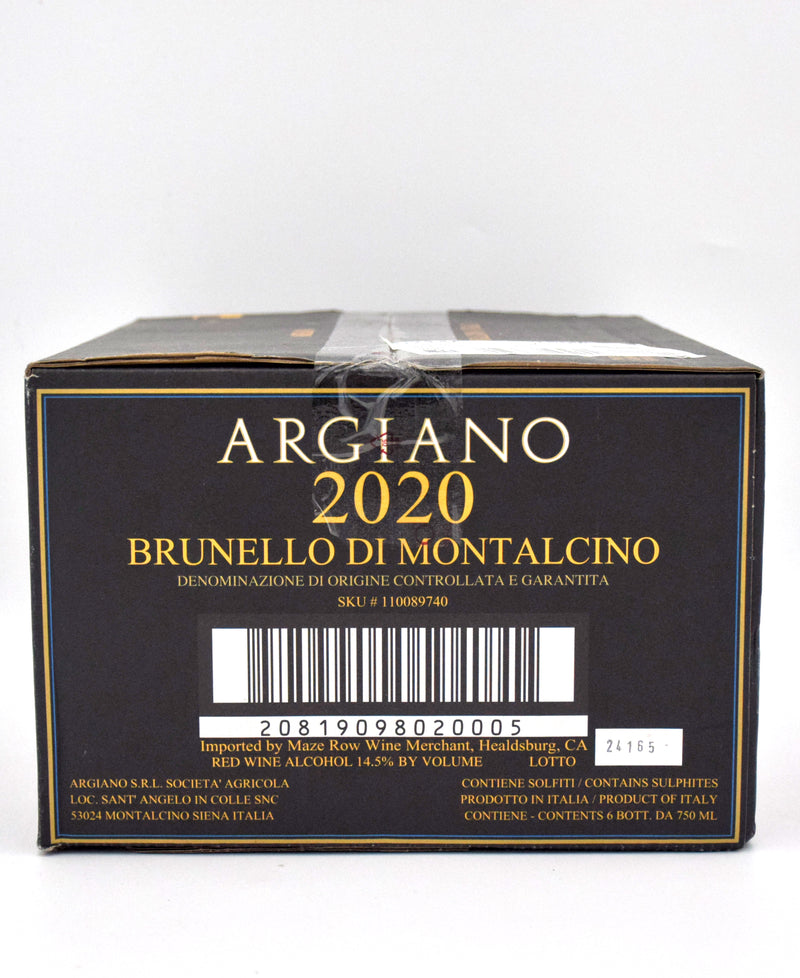 ARGIANO
2020
BRUNELLO DI MONTALCINO
DENOMINAZIONE DI ORIGINE CONTROLLATA E GARANTITA
SKU # 110089740
20819098020005
Imported by Maze Row Wine Merchant, Healdsburg, CA
RED WINE ALCOHOL 14.5% BY VOLUME LOTTO 24165
ARGIANO S.R.L. SOCIETA' AGRICOLA
LOC. SANT' ANGELO IN COLLE SNC
53024 MONTALCINO SIENA ITALIA
CONTIENE SOLFITI / CONTAINS SULPHITES
PRODOTTO IN ITALIA / PRODUCT OF ITALY
CONTIENE - CONTENTS 6 BOTT. DA 750 ML